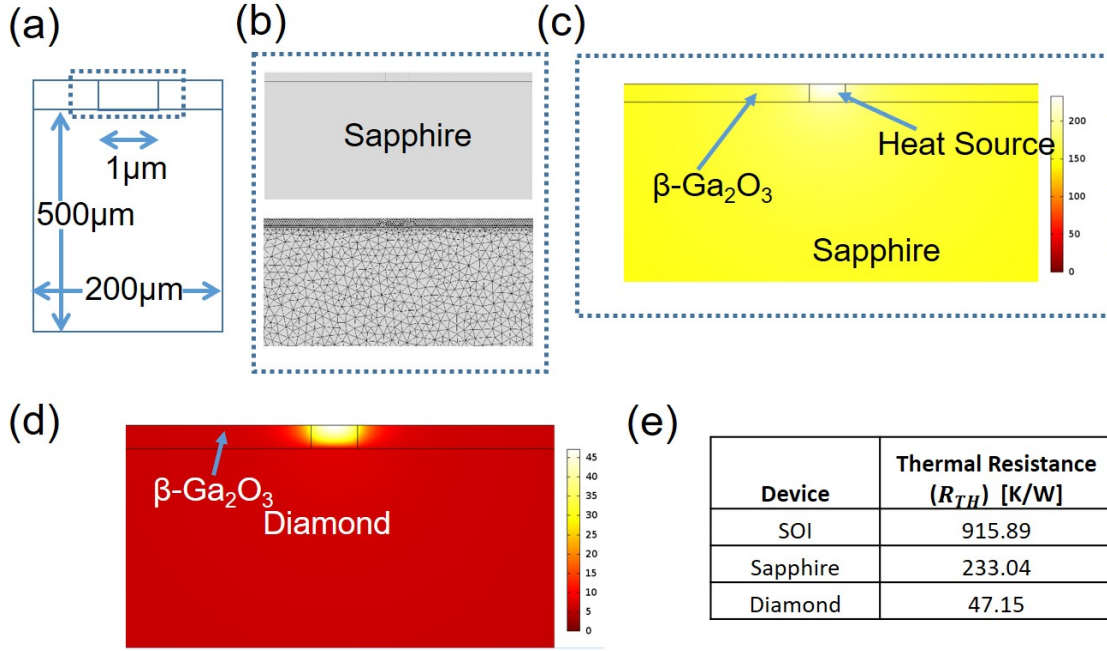 (a)
1μm
500μm
200μm
(b)
Sapphire
(c)
β-Ga₂O₃
Heat Source
Sapphire
200
150
100
50
0
(d)
β-Ga₂O₃
Diamond
45
40
35
30
25
20
15
10
5
0
(e)
Device
Thermal Resistance
(R_TH) [K/W]
SOI 915.89
Sapphire 233.04
Diamond 47.15